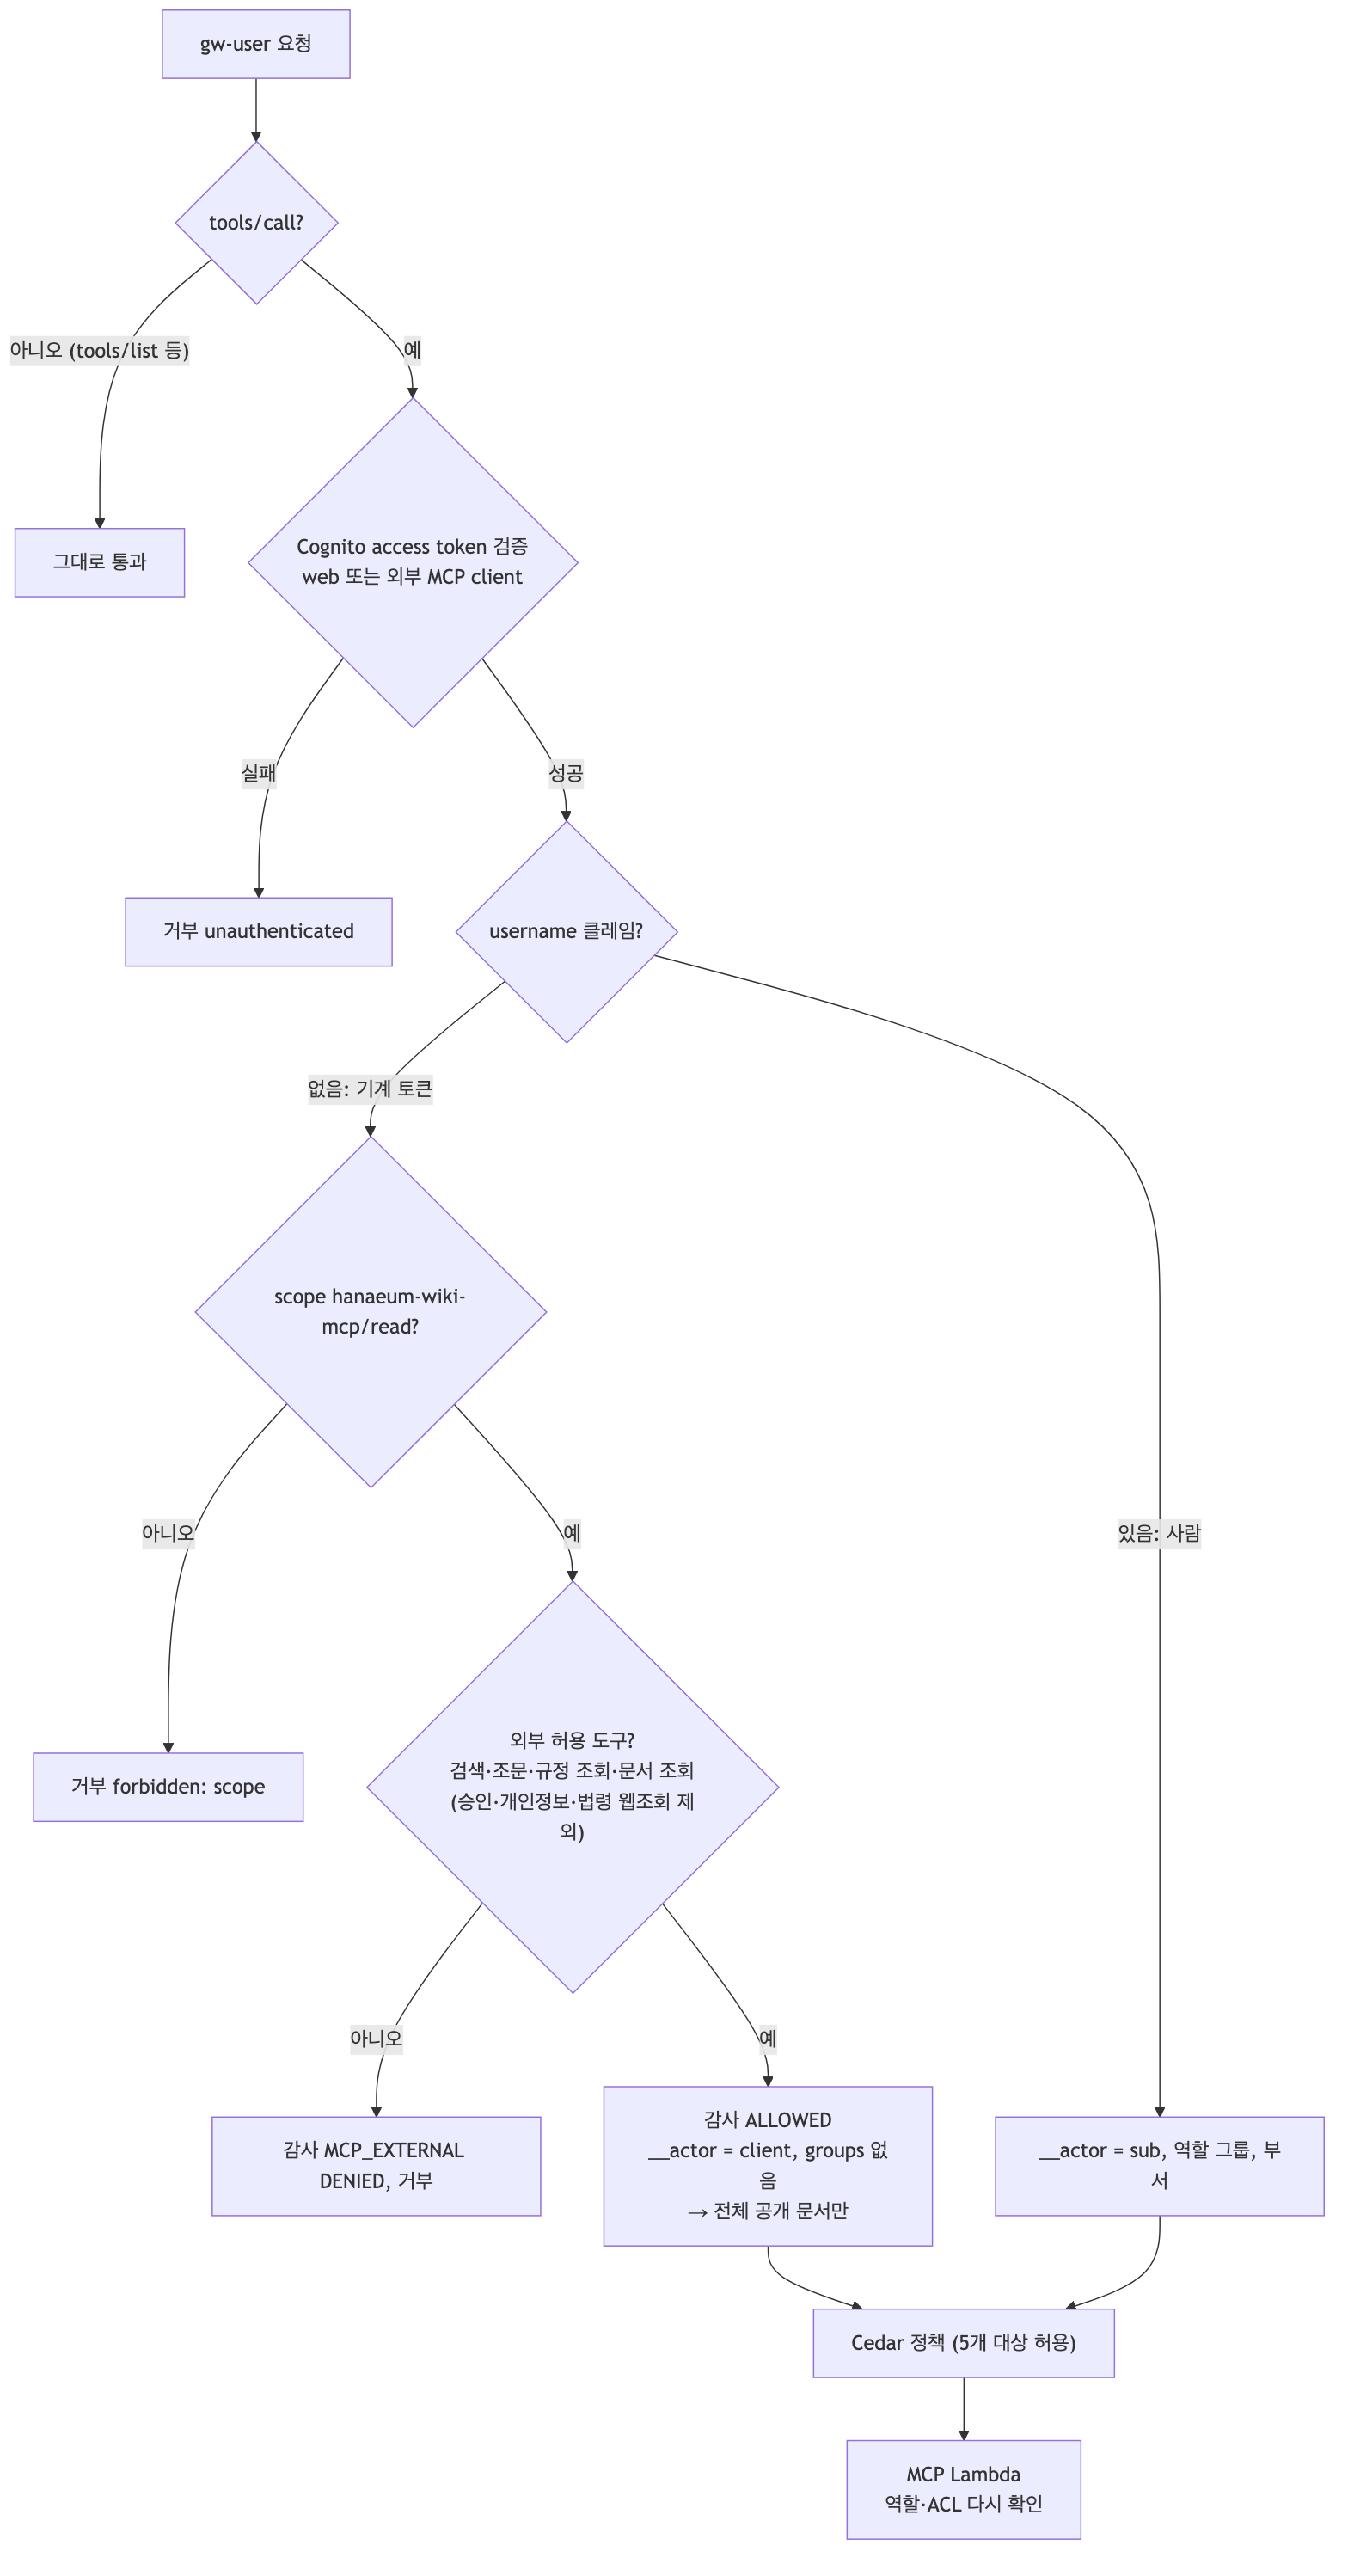 gw-user 요청
tools/call?
아니오 (tools/list 등)
예
그대로 통과
Cognito access token 검증
web 또는 외부 MCP client
실패
성공
거부 unauthenticated
username 클레임?
없음: 기계 토큰
scope hanaeum-wiki-
mcp/read?
있음: 사람
아니오
예
거부 forbidden: scope
외부 허용 도구?
검색·조문·규정 조회·문서 조회
(승인·개인정보·법령 웹조회 제
외)
아니오
예
감사 MCP_EXTERNAL
DENIED, 거부
감사 ALLOWED
__actor = client, groups 없
음
→ 전체 공개 문서만
__actor = sub, 역할 그룹, 부
서
Cedar 정책 (5개 대상 허용)
MCP Lambda
역할·ACL 다시 확인